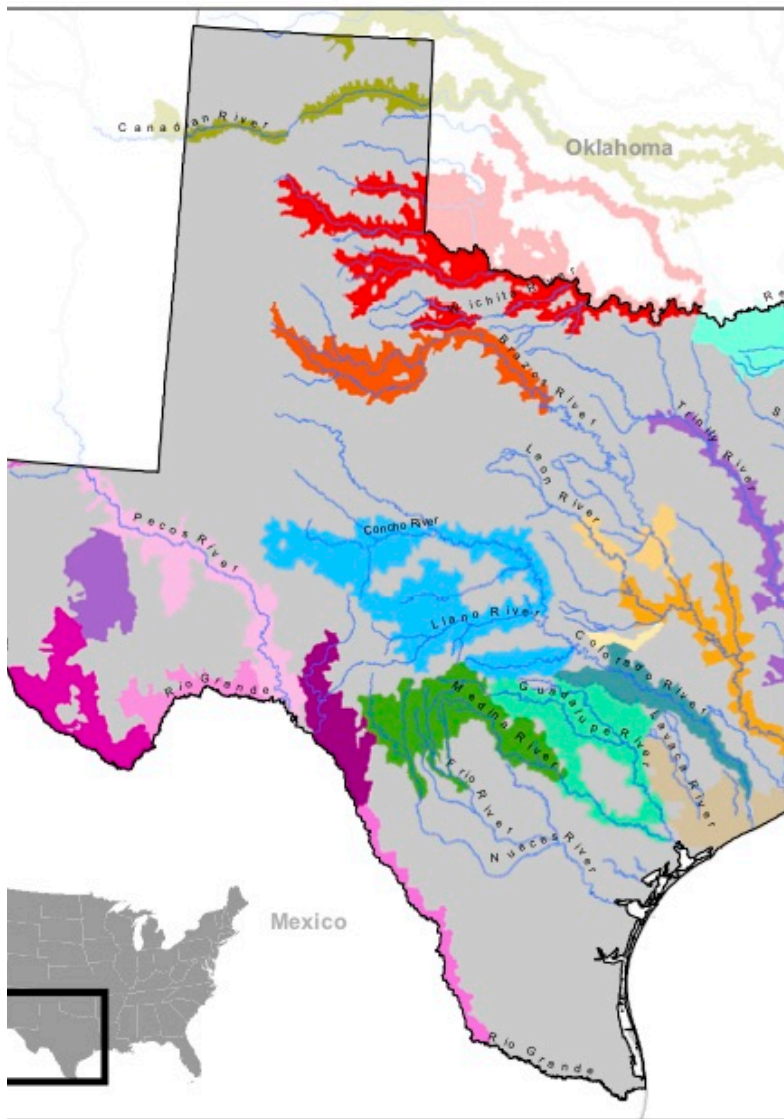 Canadian River
Oklahoma
Wichita River
Re
Brazos River
Trinity River
S
Leon River
Pecos River
Concho River
Llano River
Colorado River
Rio Grande
Medina River
Guadalupe River
Lavaca River
Frio River
Nueces River
Mexico
Rio Grande